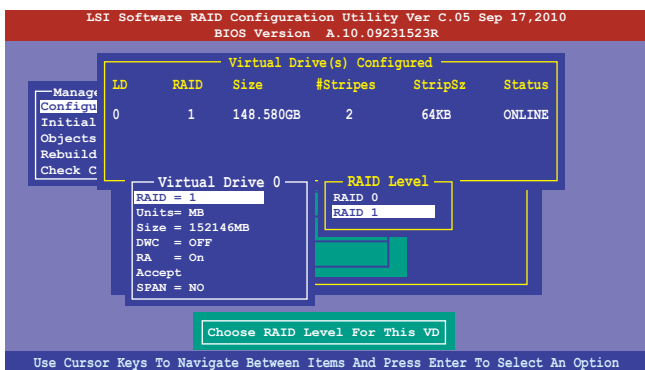 LSI Software RAID Configuration Utility Ver C.05 Sep 17,2010
BIOS Version A.10.09231523R
Virtual Drive(s) Configured
LD RAID Size #Stripes StripSz Status
0 1 148.580GB 2 64KB ONLINE
Manage
Configu
Initial
Objects
Rebuild
Check C
Virtual Drive 0
RAID = 1
Units= MB
Size = 152146MB
DWC = OFF
RA = On
Accept
SPAN = NO
RAID Level
RAID 0
RAID 1
Choose RAID Level For This VD
Use Cursor Keys To Navigate Between Items And Press Enter To Select An Option